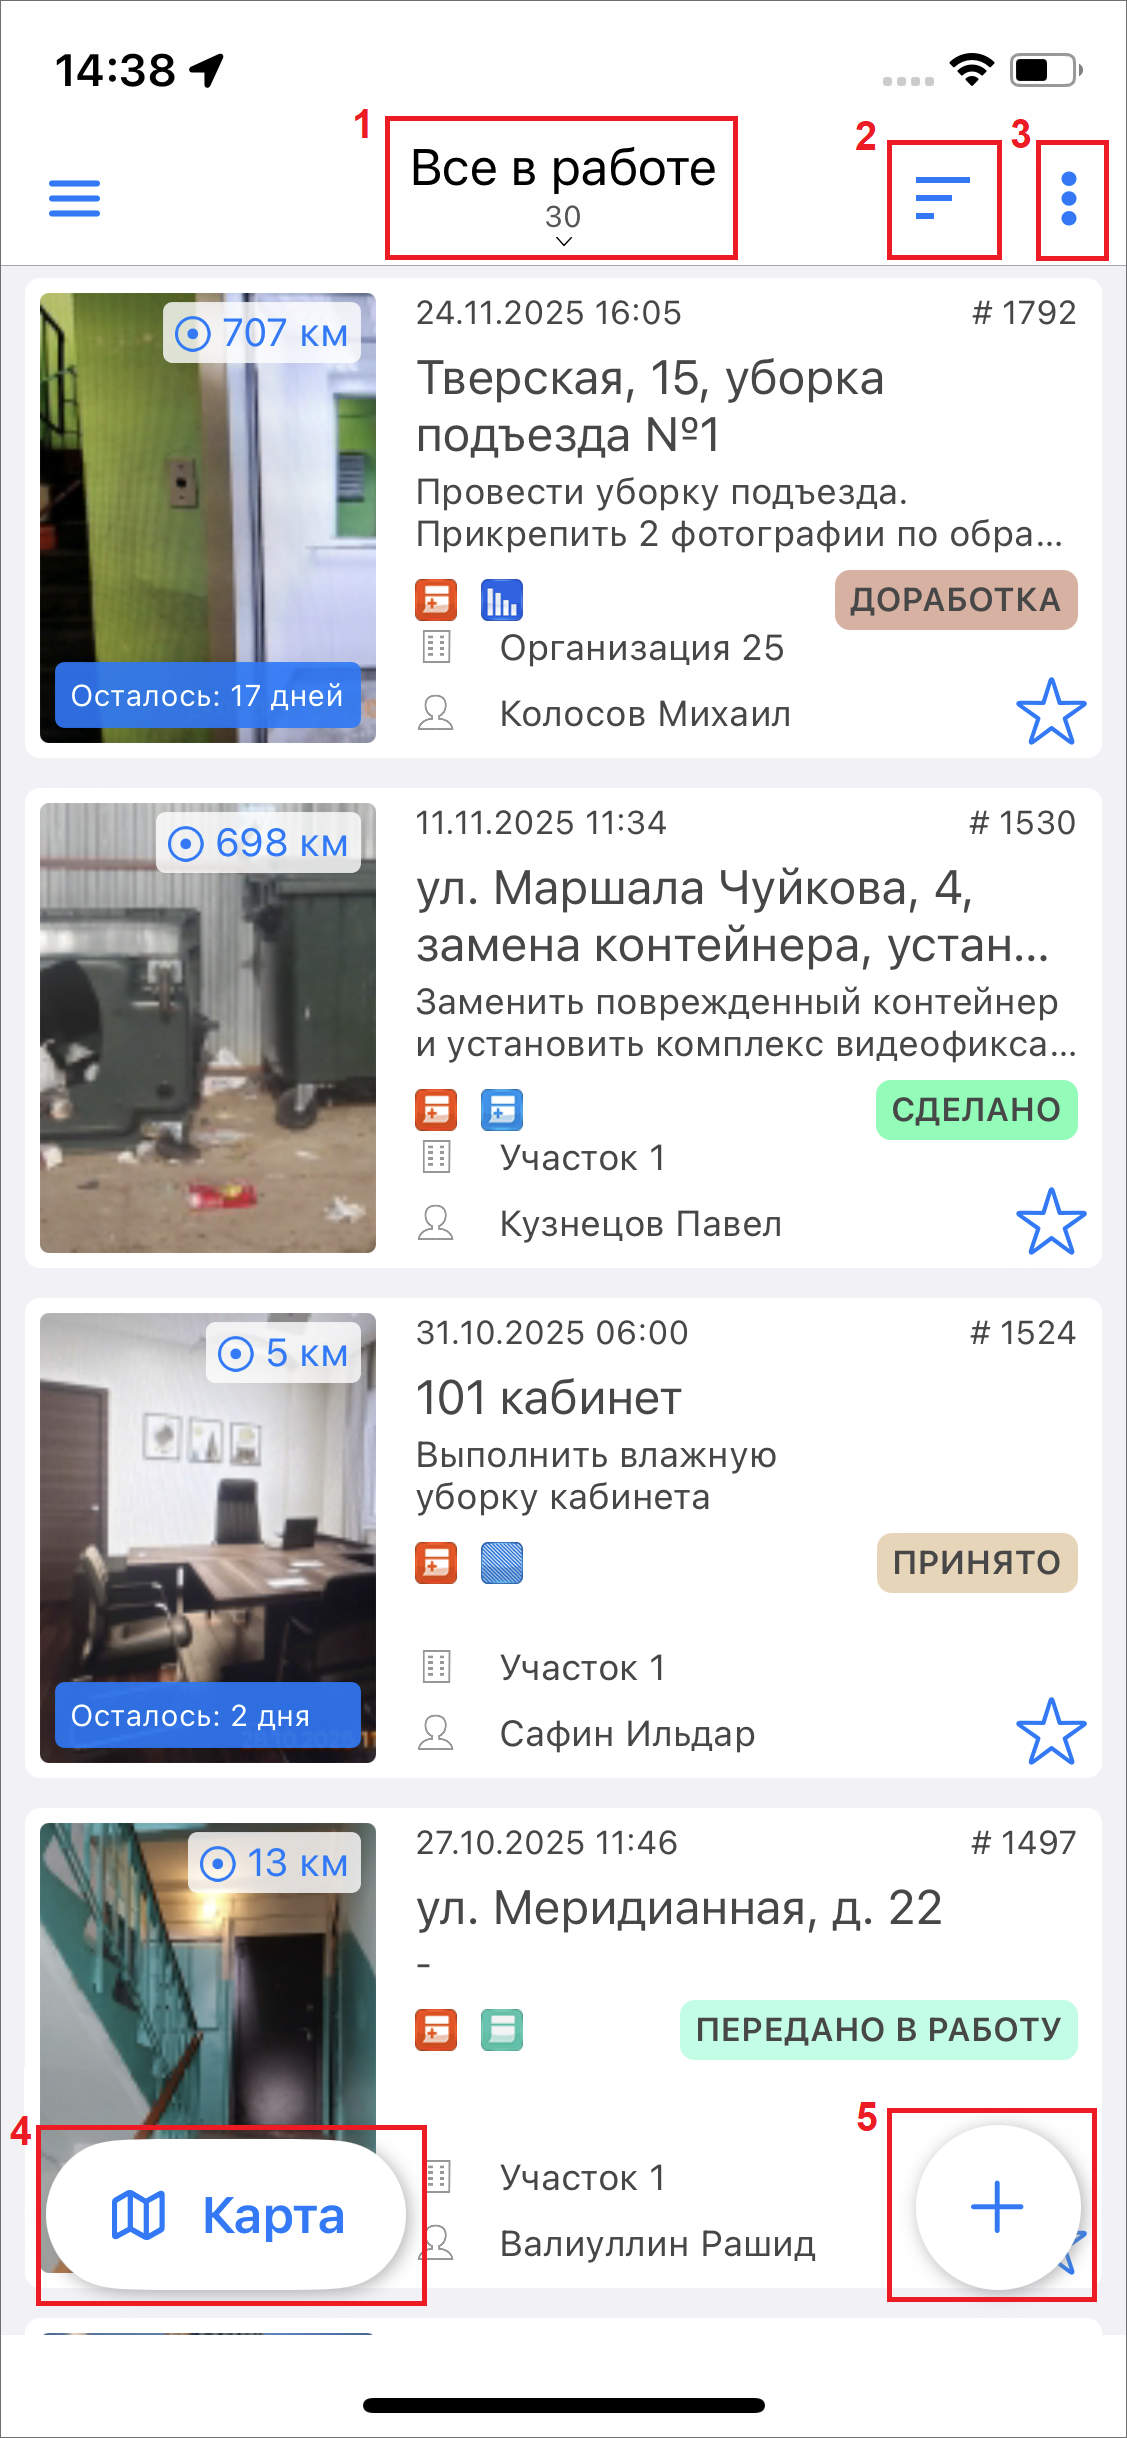 14:38
1
Все в работе
30
2
3
707 км
Осталось: 17 дней
24.11.2025 16:05
# 1792
Тверская, 15, уборка
подъезда №1
Провести уборку подъезда.
Прикрепить 2 фотографии по обра...
ДОРАБОТКА
Организация 25
Колосов Михаил
698 км
11.11.2025 11:34
# 1530
ул. Маршала Чуйкова, 4,
замена контейнера, устан...
Заменить поврежденный контейнер
и установить комплекс видеофикса...
СДЕЛАНО
Участок 1
Кузнецов Павел
5 км
Осталось: 2 дня
31.10.2025 06:00
# 1524
101 кабинет
Выполнить влажную
уборку кабинета
ПРИНЯТО
Участок 1
Сафин Ильдар
13 км
27.10.2025 11:46
# 1497
ул. Меридианная, д. 22
-
ПЕРЕДАНО В РАБОТУ
Участок 1
Валиуллин Рашид
4
Карта
5